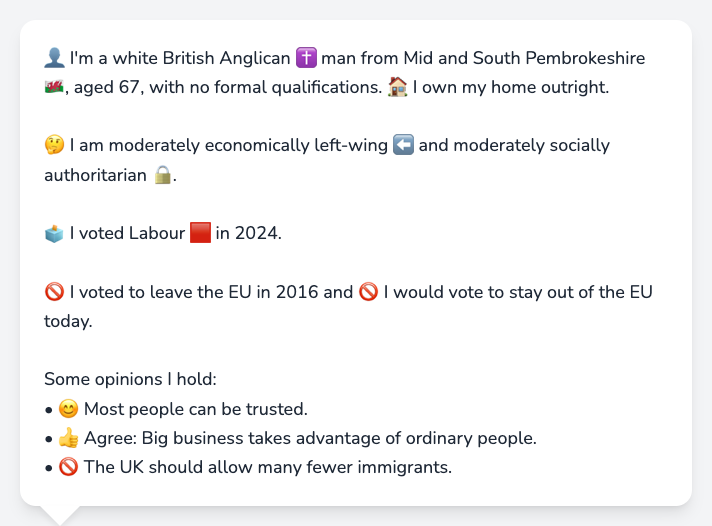 👤 I'm a white British Anglican ✝️ man from Mid and South Pembrokeshire
🏴󠁧󠁢󠁷󠁬󠁳󠁿, aged 67, with no formal qualifications. 🏠 I own my home outright.
🤔 I am moderately economically left-wing ⬅️ and moderately socially
authoritarian 🔒.
🗳️ I voted Labour 🟥 in 2024.
🚫 I voted to leave the EU in 2016 and 🚫 I would vote to stay out of the EU
today.
Some opinions I hold:
• 😊 Most people can be trusted.
• 👍 Agree: Big business takes advantage of ordinary people.
• 🚫 The UK should allow many fewer immigrants.